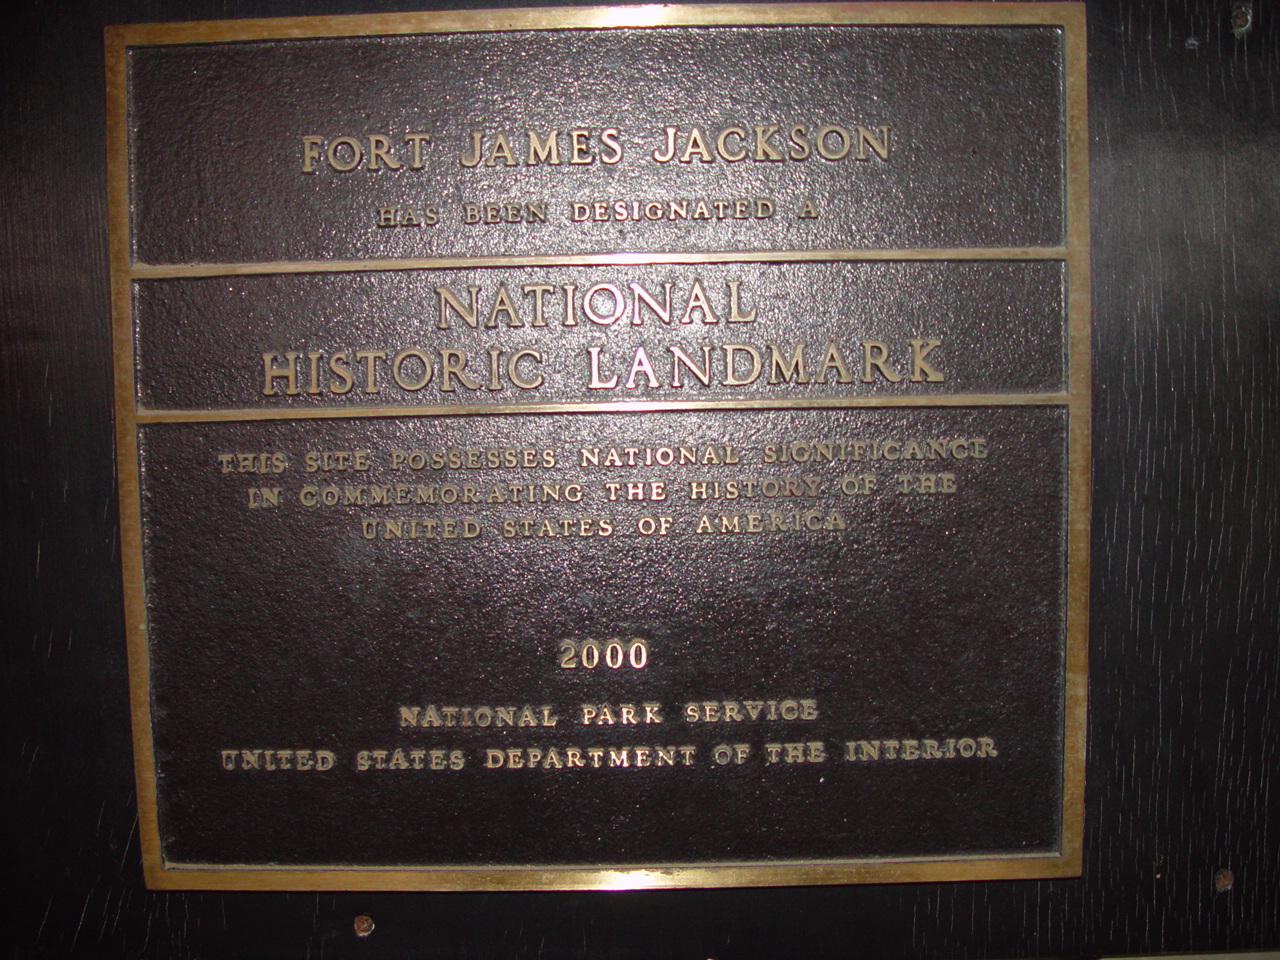 FORT JAMES JACKSON
HAS BEEN DESIGNATED A
NATIONAL
HISTORIC LANDMARK
THIS SITE POSSESSES NATIONAL SIGNIFICANCE
IN COMMEMORATING THE HISTORY OF THE
UNITED STATES OF AMERICA
2000
NATIONAL PARK SERVICE
UNITED STATES DEPARTMENT OF THE INTERIOR